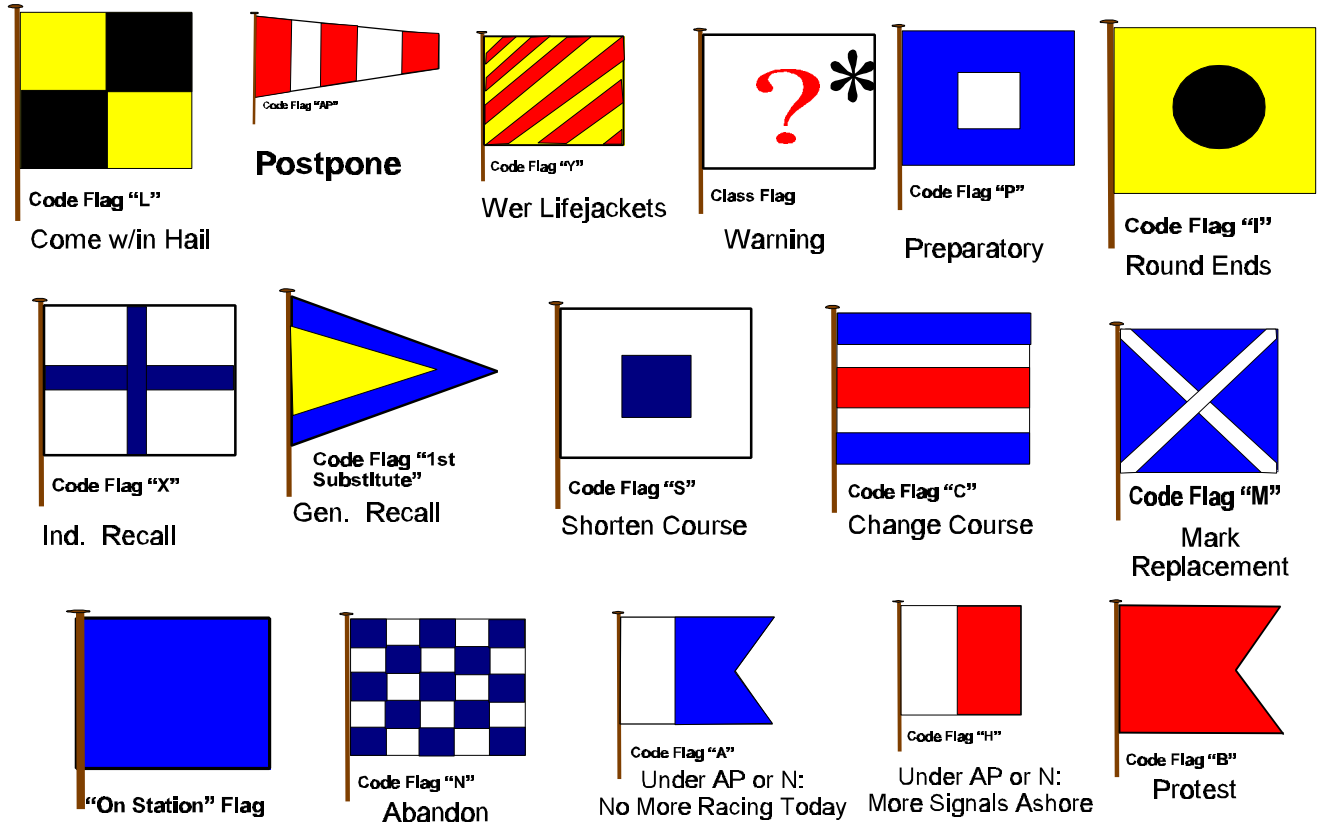 Code Flag “L”
Come w/in Hail
Code Flag “AP”
Postpone
Code Flag “Y”
Wer Lifejackets
?*
Class Flag
Warning
Code Flag “P”
Preparatory
Code Flag “I”
Round Ends
Code Flag “X”
Ind. Recall
Code Flag “1st
Substitute”
Gen. Recall
Code Flag “S”
Shorten Course
Code Flag “C”
Change Course
Code Flag “M”
Mark
Replacement
“On Station” Flag
Code Flag “N”
Abandon
Code Flag “A”
Under AP or N:
No More Racing Today
Code Flag “H”
Under AP or N:
More Signals Ashore
Code Flag “B”
Protest